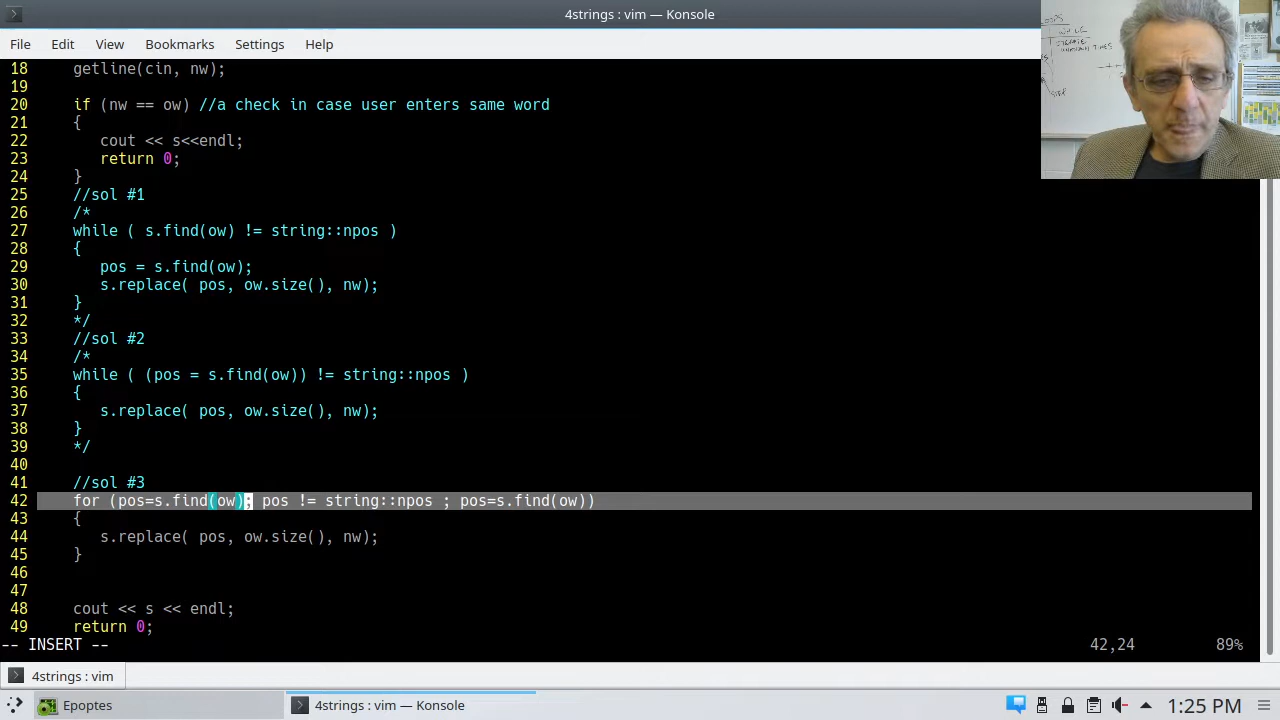 4strings : vim — Konsole
File Edit View Bookmarks Settings Help
18 getline(cin, nw);
19
20 if (nw == ow) //a check in case user enters same word
21 {
22 cout << s<<endl;
23 return 0;
24 }
25 //sol #1
26 /*
27 while ( s.find(ow) != string::npos )
28 {
29 pos = s.find(ow);
30 s.replace( pos, ow.size(), nw);
31 }
32 */
33 //sol #2
34 /*
35 while ( (pos = s.find(ow)) != string::npos )
36 {
37 s.replace( pos, ow.size(), nw);
38 }
39 */
40
41 //sol #3
42 for (pos=s.find(ow); pos != string::npos ; pos=s.find(ow))
43 {
44 s.replace( pos, ow.size(), nw);
45 }
46
47
48 cout << s << endl;
49 return 0;
-- INSERT -- 42,24 89%
4strings : vim
Epoptes 4strings : vim — Konsole 1:25 PM